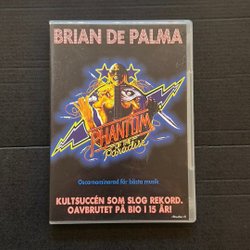 BRIAN DE PALMA
PHANTOM
OF THE
Paradise
Oscarnominerad för bästa musik
KULTSUCCÉN SOM SLOG REKORD.
OAVBRUTET PÅ BIO I 15 ÅR!